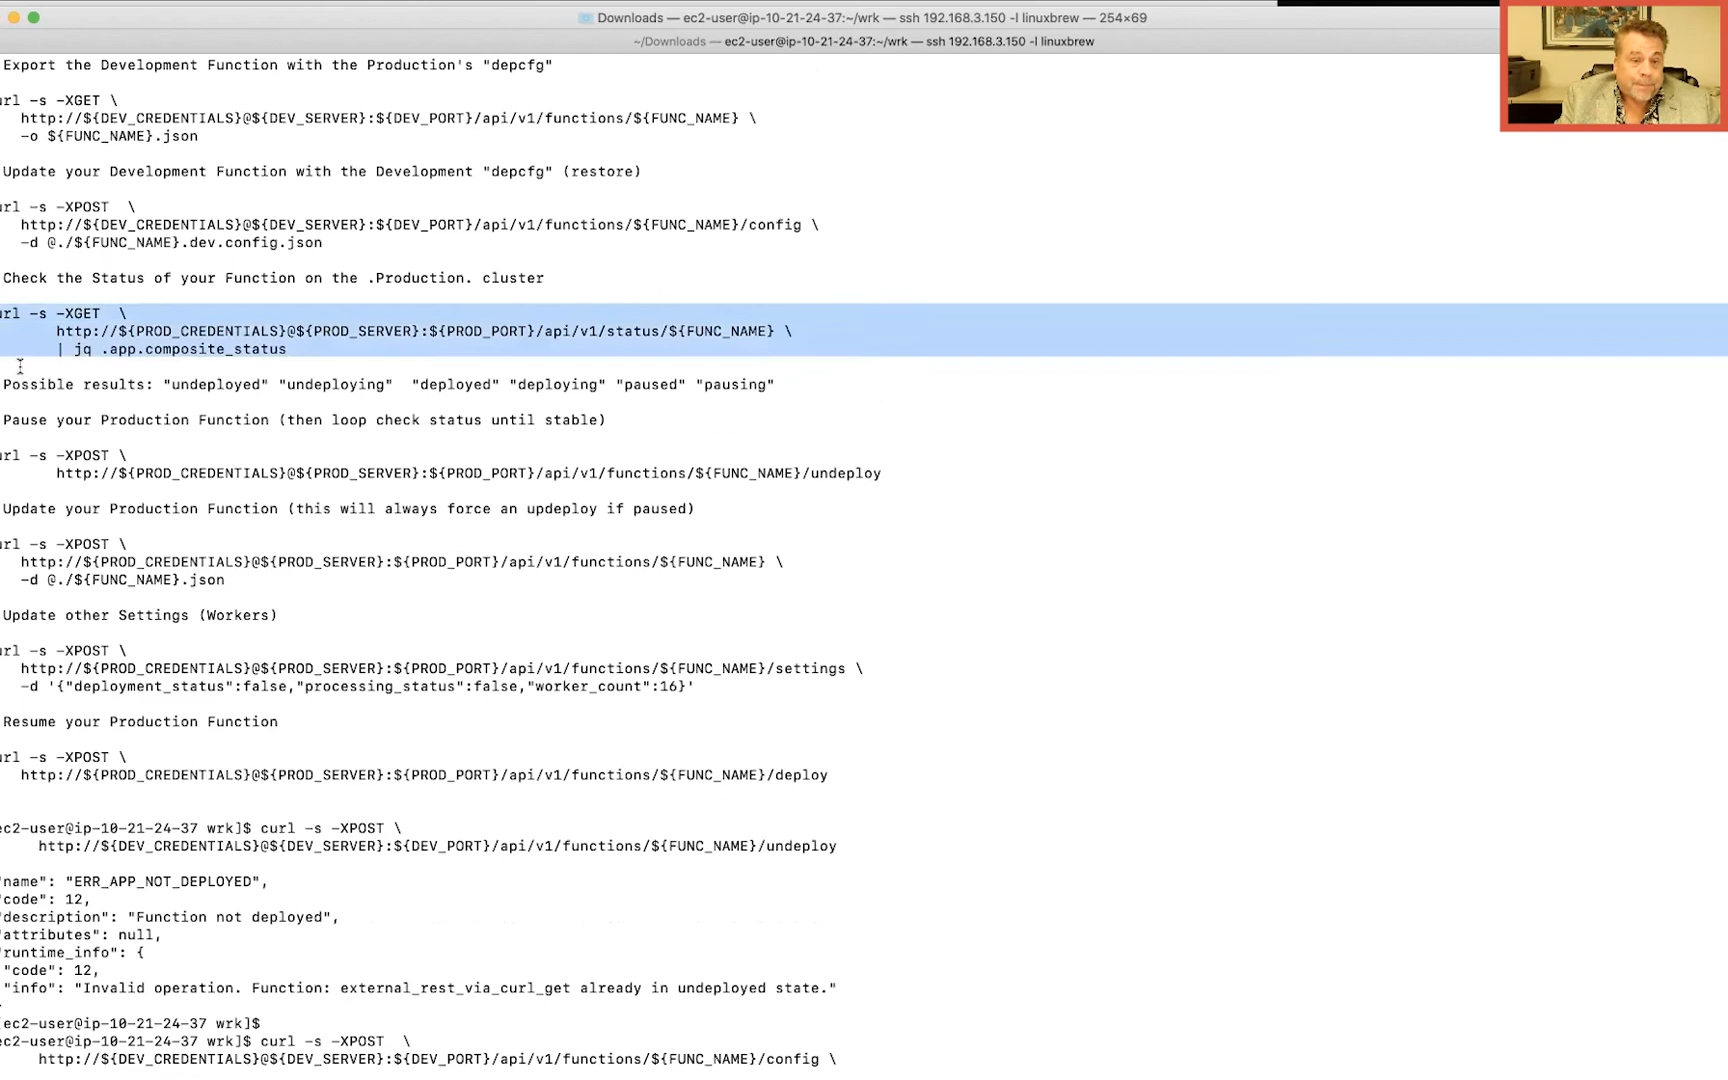 Downloads — ec2-user@ip-10-21-24-37:~/wrk — ssh 192.168.3.150 -l linuxbrew — 254×69
~/Downloads — ec2-user@ip-10-21-24-37:~/wrk — ssh 192.168.3.150 -l linuxbrew
Export the Development Function with the Production's "depcfg"
url -s -XGET \
http://${DEV_CREDENTIALS}@${DEV_SERVER}:${DEV_PORT}/api/v1/functions/${FUNC_NAME} \
-o ${FUNC_NAME}.json
Update your Development Function with the Development "depcfg" (restore)
url -s -XPOST  \
http://${DEV_CREDENTIALS}@${DEV_SERVER}:${DEV_PORT}/api/v1/functions/${FUNC_NAME}/config \
-d @./${FUNC_NAME}.dev.config.json
Check the Status of your Function on the .Production. cluster
url -s -XGET  \
http://${PROD_CREDENTIALS}@${PROD_SERVER}:${PROD_PORT}/api/v1/status/${FUNC_NAME} \
| jq .app.composite_status
Possible results: "undeployed" "undeploying"  "deployed" "deploying" "paused" "pausing"
Pause your Production Function (then loop check status until stable)
url -s -XPOST \
http://${PROD_CREDENTIALS}@${PROD_SERVER}:${PROD_PORT}/api/v1/functions/${FUNC_NAME}/undeploy
Update your Production Function (this will always force an updeploy if paused)
url -s -XPOST \
http://${PROD_CREDENTIALS}@${PROD_SERVER}:${PROD_PORT}/api/v1/functions/${FUNC_NAME} \
-d @./${FUNC_NAME}.json
Update other Settings (Workers)
url -s -XPOST \
http://${PROD_CREDENTIALS}@${PROD_SERVER}:${PROD_PORT}/api/v1/functions/${FUNC_NAME}/settings \
-d '{"deployment_status":false,"processing_status":false,"worker_count":16}'
Resume your Production Function
url -s -XPOST \
http://${PROD_CREDENTIALS}@${PROD_SERVER}:${PROD_PORT}/api/v1/functions/${FUNC_NAME}/deploy
ec2-user@ip-10-21-24-37 wrk]$ curl -s -XPOST \
http://${DEV_CREDENTIALS}@${DEV_SERVER}:${DEV_PORT}/api/v1/functions/${FUNC_NAME}/undeploy
"name": "ERR_APP_NOT_DEPLOYED",
"code": 12,
"description": "Function not deployed",
"attributes": null,
"runtime_info": {
"code": 12,
"info": "Invalid operation. Function: external_rest_via_curl_get already in undeployed state."
[ec2-user@ip-10-21-24-37 wrk]$
ec2-user@ip-10-21-24-37 wrk]$ curl -s -XPOST  \
http://${DEV_CREDENTIALS}@${DEV_SERVER}:${DEV_PORT}/api/v1/functions/${FUNC_NAME}/config \